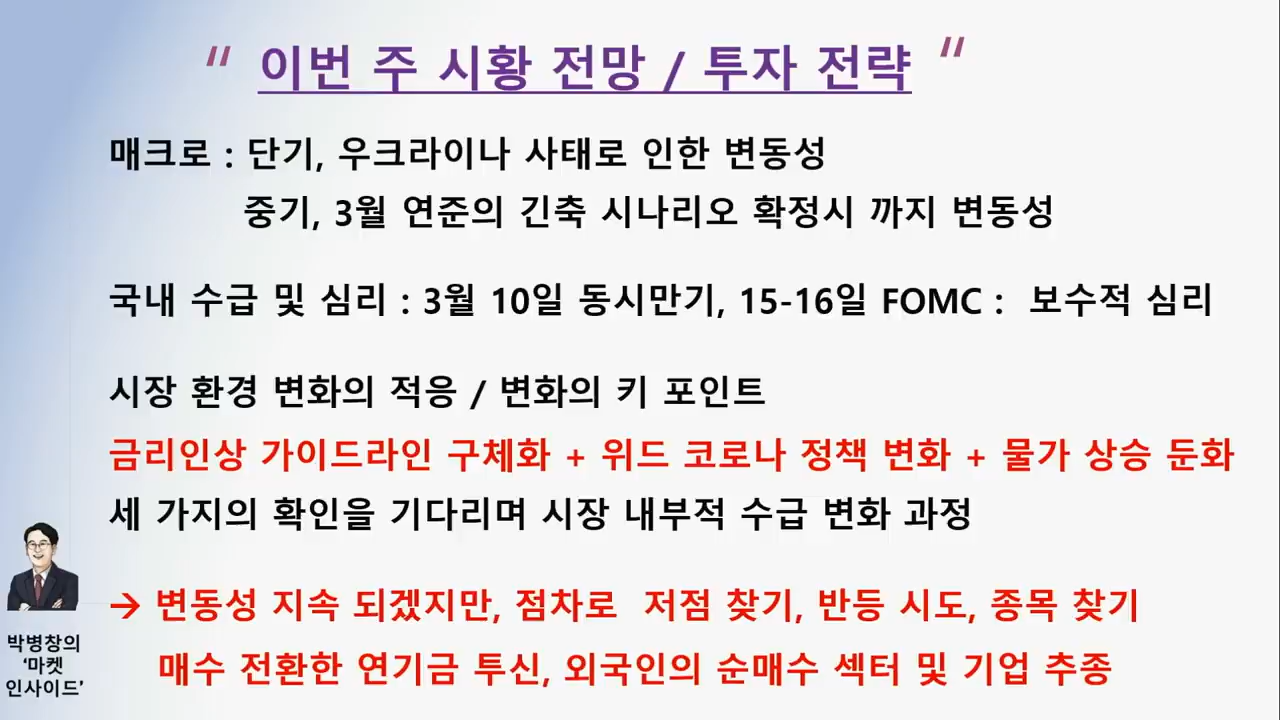 “ 이번 주 시황 전망 / 투자 전략 ”
매크로 : 단기, 우크라이나 사태로 인한 변동성
중기, 3월 연준의 긴축 시나리오 확정시 까지 변동성
국내 수급 및 심리 : 3월 10일 동시만기, 15-16일 FOMC : 보수적 심리
시장 환경 변화의 적응 / 변화의 키 포인트
금리인상 가이드라인 구체화 + 위드 코로나 정책 변화 + 물가 상승 둔화
세 가지의 확인을 기다리며 시장 내부적 수급 변화 과정
→ 변동성 지속 되겠지만, 점차로 저점 찾기, 반등 시도, 종목 찾기
매수 전환한 연기금 투신, 외국인의 순매수 섹터 및 기업 추종
박병창의
‘마켓
인사이드’